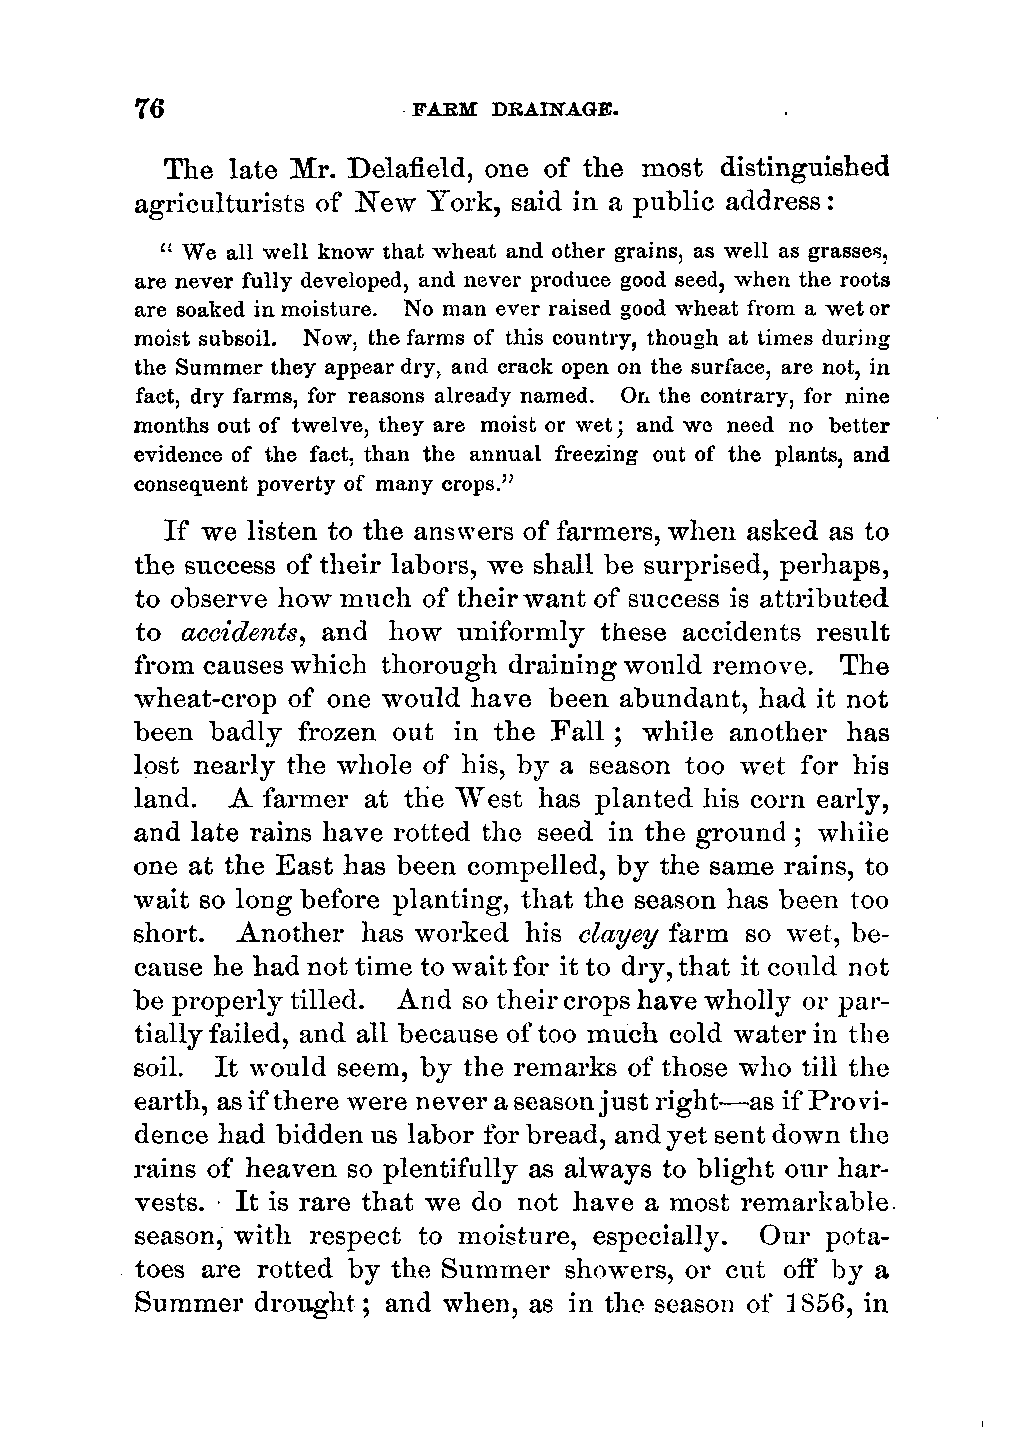 76 FARM DRAINAGE.
The late Mr. Delafield, one of the most distinguished
agriculturists of New York, said in a public address:
“ We all well know that wheat and other grains, as well as grasses,
are never fully developed, and never produce good seed, when the roots
are soaked in moisture. No man ever raised good wheat from a wet or
moist subsoil. Now, the farms of this country, though at times during
the Summer they appear dry, and crack open on the surface, are not, in
fact, dry farms, for reasons already named. On the contrary, for nine
months out of twelve, they are moist or wet; and we need no better
evidence of the fact, than the annual freezing out of the plants, and
consequent poverty of many crops.”
If we listen to the answers of farmers, when asked as to
the success of their labors, we shall be surprised, perhaps,
to observe how much of their want of success is attributed
to accidents, and how uniformly these accidents result
from causes which thorough draining would remove. The
wheat-crop of one would have been abundant, had it not
been badly frozen out in the Fall ; while another has
lost nearly the whole of his, by a season too wet for his
land. A farmer at the West has planted his corn early,
and late rains have rotted the seed in the ground ; while
one at the East has been compelled, by the same rains, to
wait so long before planting, that the season has been too
short. Another has worked his clayey farm so wet, be-
cause he had not time to wait for it to dry, that it could not
be properly tilled. And so their crops have wholly or par-
tially failed, and all because of too much cold water in the
soil. It would seem, by the remarks of those who till the
earth, as if there were never a season just right—as if Provi-
dence had bidden us labor for bread, and yet sent down the
rains of heaven so plentifully as always to blight our har-
vests. It is rare that we do not have a most remarkable
season, with respect to moisture, especially. Our pota-
toes are rotted by the Summer showers, or cut off by a
Summer drought ; and when, as in the season of 1856, in